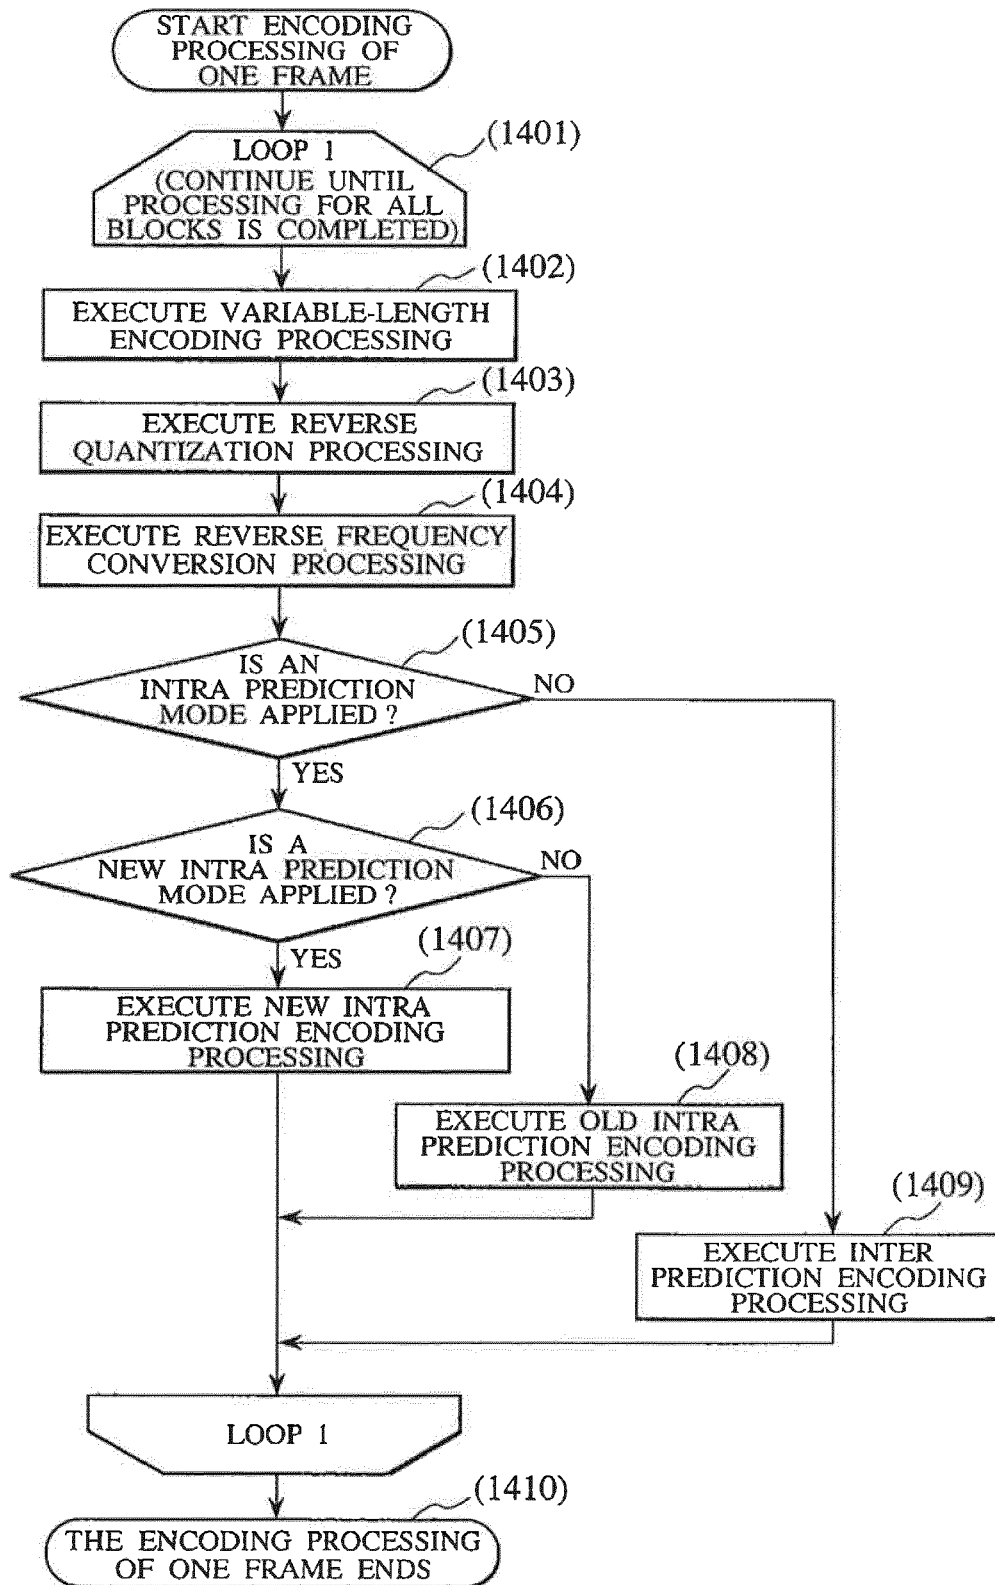 START ENCODING
PROCESSING OF
ONE FRAME
(1401)
LOOP 1
(CONTINUE UNTIL
PROCESSING FOR ALL
BLOCKS IS COMPLETED)
(1402)
EXECUTE VARIABLE-LENGTH
ENCODING PROCESSING
(1403)
EXECUTE REVERSE
QUANTIZATION PROCESSING
(1404)
EXECUTE REVERSE FREQUENCY
CONVERSION PROCESSING
(1405)
IS AN
INTRA PREDICTION
MODE APPLIED?
NO
YES
(1406)
IS A
NEW INTRA PREDICTION
MODE APPLIED?
NO
YES
(1407)
EXECUTE NEW INTRA
PREDICTION ENCODING
PROCESSING
(1408)
EXECUTE OLD INTRA
PREDICTION ENCODING
PROCESSING
(1409)
EXECUTE INTER
PREDICTION ENCODING
PROCESSING
LOOP 1
(1410)
THE ENCODING PROCESSING
OF ONE FRAME ENDS